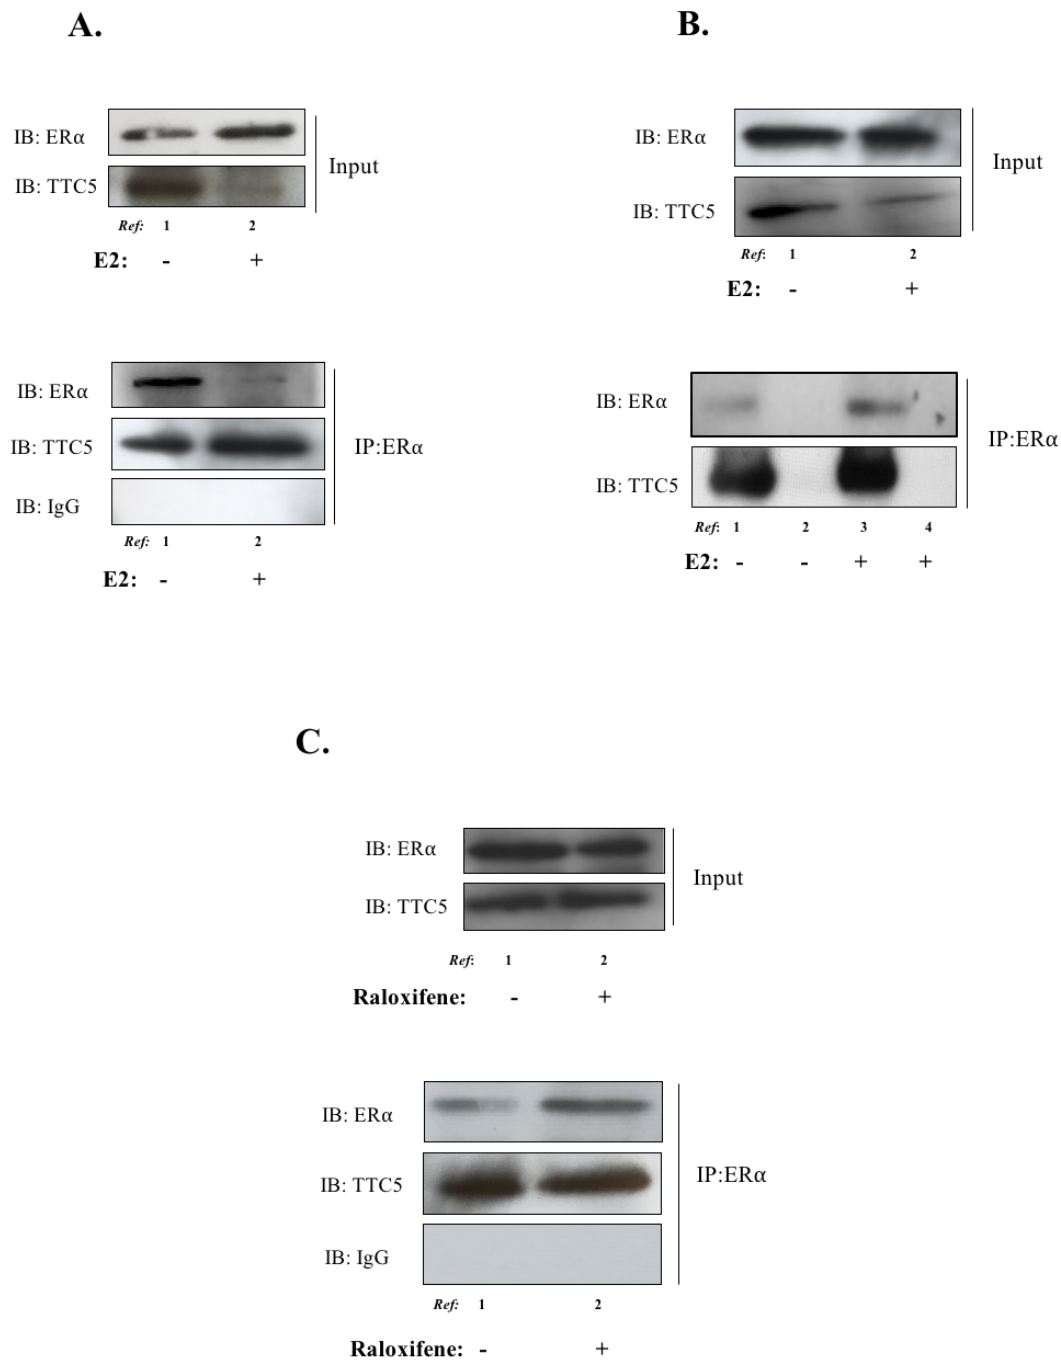 A.
IB: ERα
IB: TTC5
Input
Ref: 1 2
E2: - +
IB: ERα
IB: TTC5
IB: IgG
IP:ERα
Ref: 1 2
E2: - +
B.
IB: ERα
IB: TTC5
Input
Ref: 1 2
E2: - +
IB: ERα
IB: TTC5
IP:ERα
Ref: 1 2 3 4
E2: - - + +
C.
IB: ERα
IB: TTC5
Input
Ref: 1 2
Raloxifene: - +
IB: ERα
IB: TTC5
IB: IgG
IP:ERα
Ref: 1 2
Raloxifene: - +